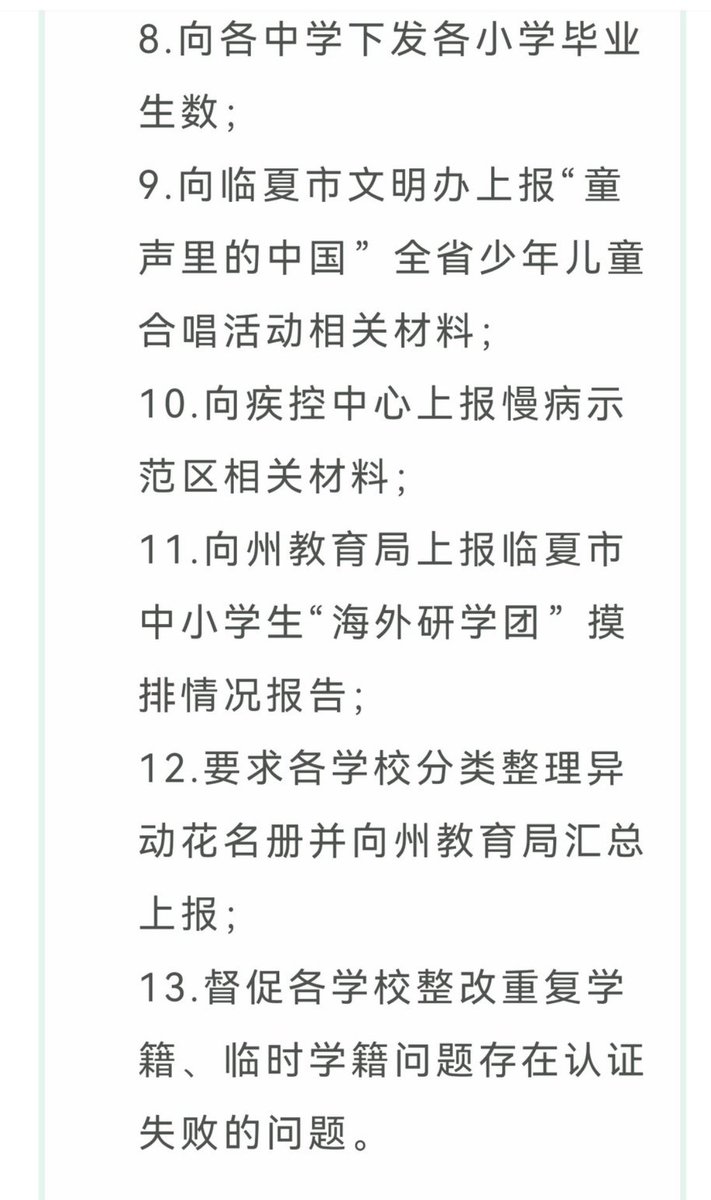 8.向各中学下发各小学毕业
生数;
9.向临夏市文明办上报“童
声里的中国” 全省少年儿童
合唱活动相关材料;
10.向疾控中心上报慢病示
范区相关材料;
11.向州教育局上报临夏市
中小学生“海外研学团” 摸
排情况报告;
12.要求各学校分类整理异
动花名册并向州教育局汇总
上报;
13.督促各学校整改重复学
籍、临时学籍问题存在认证
失败的问题。